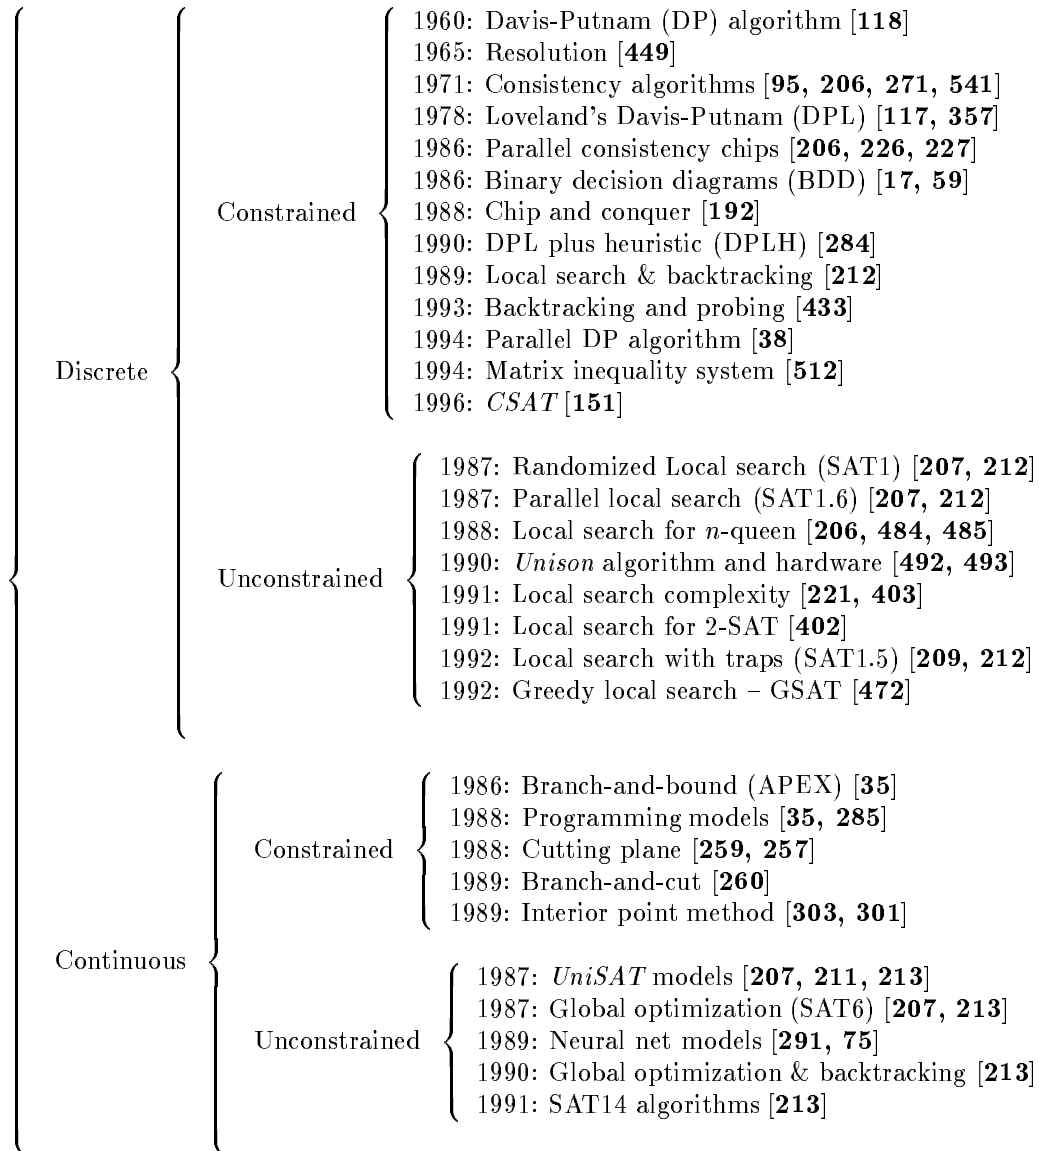 1960: Davis-Putnam (DP) algorithm [118]
1965: Resolution [449]
1971: Consistency algorithms [95, 206, 271, 541]
1978: Loveland's Davis-Putnam (DPL) [117, 357]
1986: Parallel consistency chips [206, 226, 227]
1986: Binary decision diagrams (BDD) [17, 59]
Constrained
1988: Chip and conquer [192]
1990: DPL plus heuristic (DPLH) [284]
1989: Local search & backtracking [212]
1993: Backtracking and probing [433]
1994: Parallel DP algorithm [38]
Discrete
1994: Matrix inequality system [512]
1996: CSAT [151]
1987: Randomized Local search (SAT1) [207, 212]
1987: Parallel local search (SAT1.6) [207, 212]
1988: Local search for n-queen [206, 484, 485]
1990: Unison algorithm and hardware [492, 493]
Unconstrained
1991: Local search complexity [221, 403]
1991: Local search for 2-SAT [402]
1992: Local search with traps (SAT1.5) [209, 212]
1992: Greedy local search – GSAT [472]
1986: Branch-and-bound (APEX) [35]
1988: Programming models [35, 285]
Constrained
1988: Cutting plane [259, 257]
1989: Branch-and-cut [260]
1989: Interior point method [303, 301]
Continuous
1987: UniSAT models [207, 211, 213]
1987: Global optimization (SAT6) [207, 213]
Unconstrained
1989: Neural net models [291, 75]
1990: Global optimization & backtracking [213]
1991: SAT14 algorithms [213]